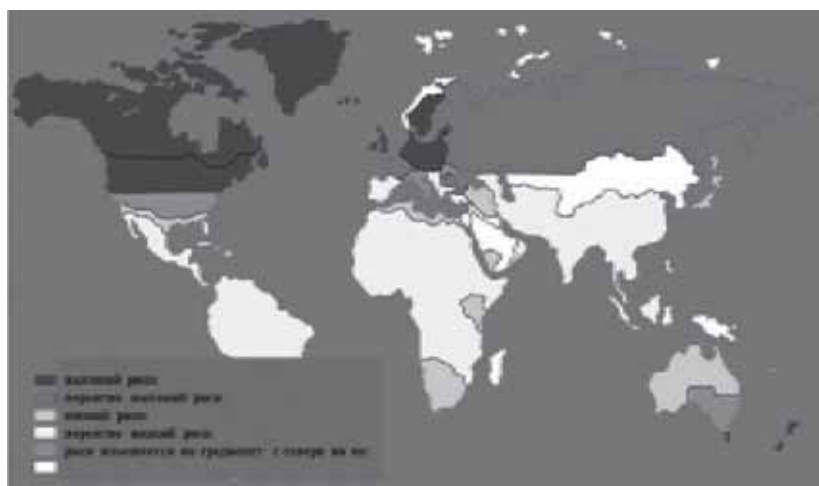 высокий риск
вероятно высокий риск
низкий риск
вероятно низкий риск
риск изменяется по градиенту с севера на юг